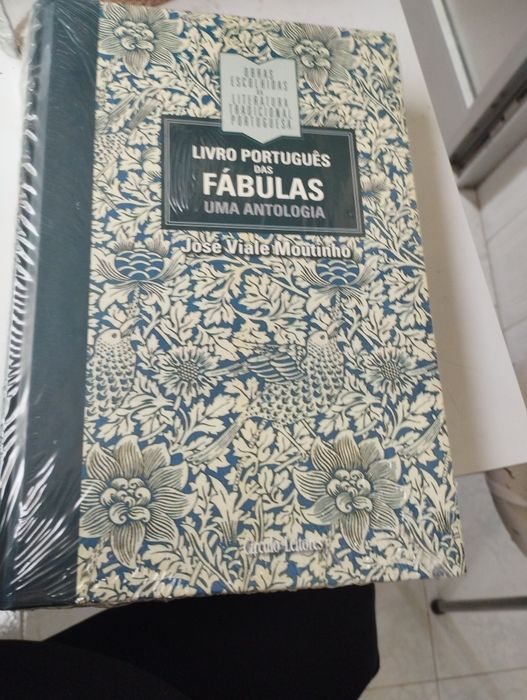 OBRAS
ESCOLHIDAS
DA
LITERATURA
TRADICIONAL
PORTUGUESA
LIVRO PORTUGUÊS
DAS
FÁBULAS
UMA ANTOLOGIA
José Viale Moutinho
Círculo Leitores